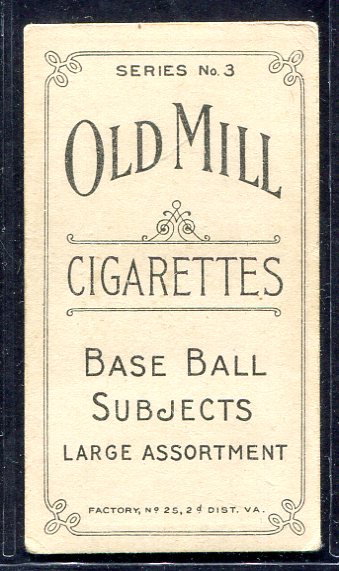 SERIES No. 3
OLD MILL
CIGARETTES
BASE BALL
SUBJECTS
LARGE ASSORTMENT
FACTORY, Nº 25, 2ᵈ DIST. VA.